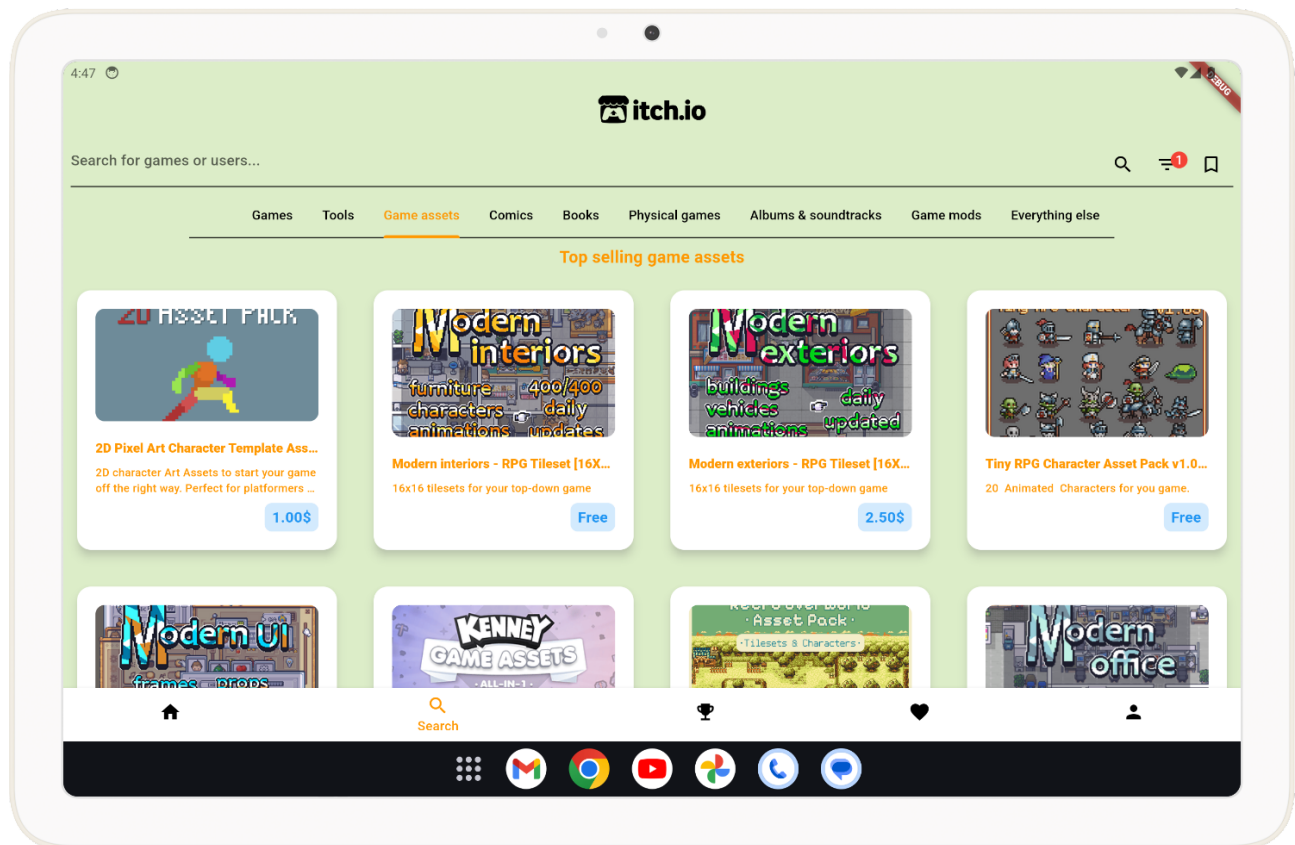 4:47
DEBUG
itch.io
Search for games or users...
1
Games Tools Game assets Comics Books Physical games Albums & soundtracks Game mods Everything else
Top selling game assets
2D ASSET PACK
2D Pixel Art Character Template Ass...
2D character Art Assets to start your game
off the right way. Perfect for platformers ...
1.00$
Modern
interiors
furniture 400/400
characters daily
animations updates
Modern interiors - RPG Tileset [16X...
16x16 tilesets for your top-down game
Free
Modern
exteriors
buildings daily
vehicles updated
animations
Modern exteriors - RPG Tileset [16X...
16x16 tilesets for your top-down game
2.50$
Tiny RPG Character
Tiny RPG Character Asset Pack v1.0...
20 Animated Characters for you game.
Free
Modern UI
frames props
KENNEY
GAME ASSETS
· ALL-IN-1 ·
Retro Overworld
· Asset Pack ·
·Tilesets & Characters·
Modern
office
Search